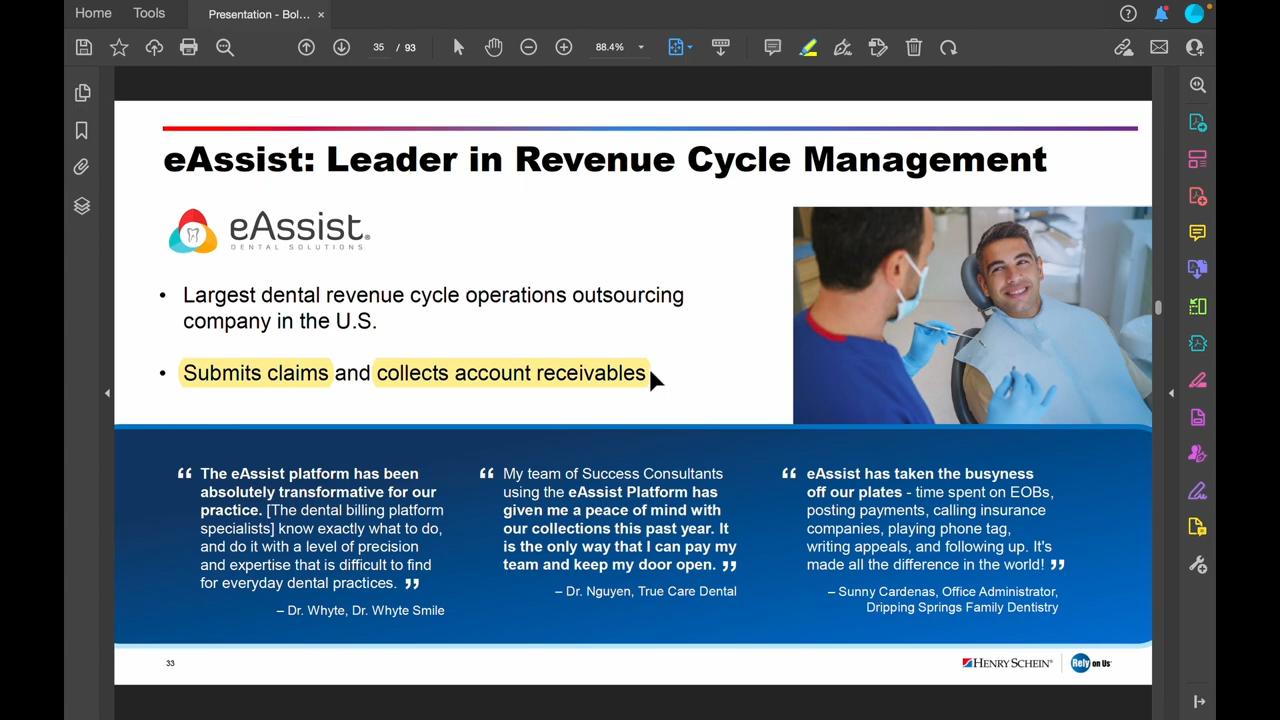 Home Tools Presentation - Bol... ×
35 / 93 88.4%
eAssist: Leader in Revenue Cycle Management
eAssist®
DENTAL SOLUTIONS
• Largest dental revenue cycle operations outsourcing
company in the U.S.
• Submits claims and collects account receivables
“ The eAssist platform has been
absolutely transformative for our
practice. [The dental billing platform
specialists] know exactly what to do,
and do it with a level of precision
and expertise that is difficult to find
for everyday dental practices. ”
– Dr. Whyte, Dr. Whyte Smile
“ My team of Success Consultants
using the eAssist Platform has
given me a peace of mind with
our collections this past year. It
is the only way that I can pay my
team and keep my door open. ”
– Dr. Nguyen, True Care Dental
“ eAssist has taken the busyness
off our plates - time spent on EOBs,
posting payments, calling insurance
companies, playing phone tag,
writing appeals, and following up. It's
made all the difference in the world! ”
– Sunny Cardenas, Office Administrator,
Dripping Springs Family Dentistry
33
HENRY SCHEIN® Rely on Us®